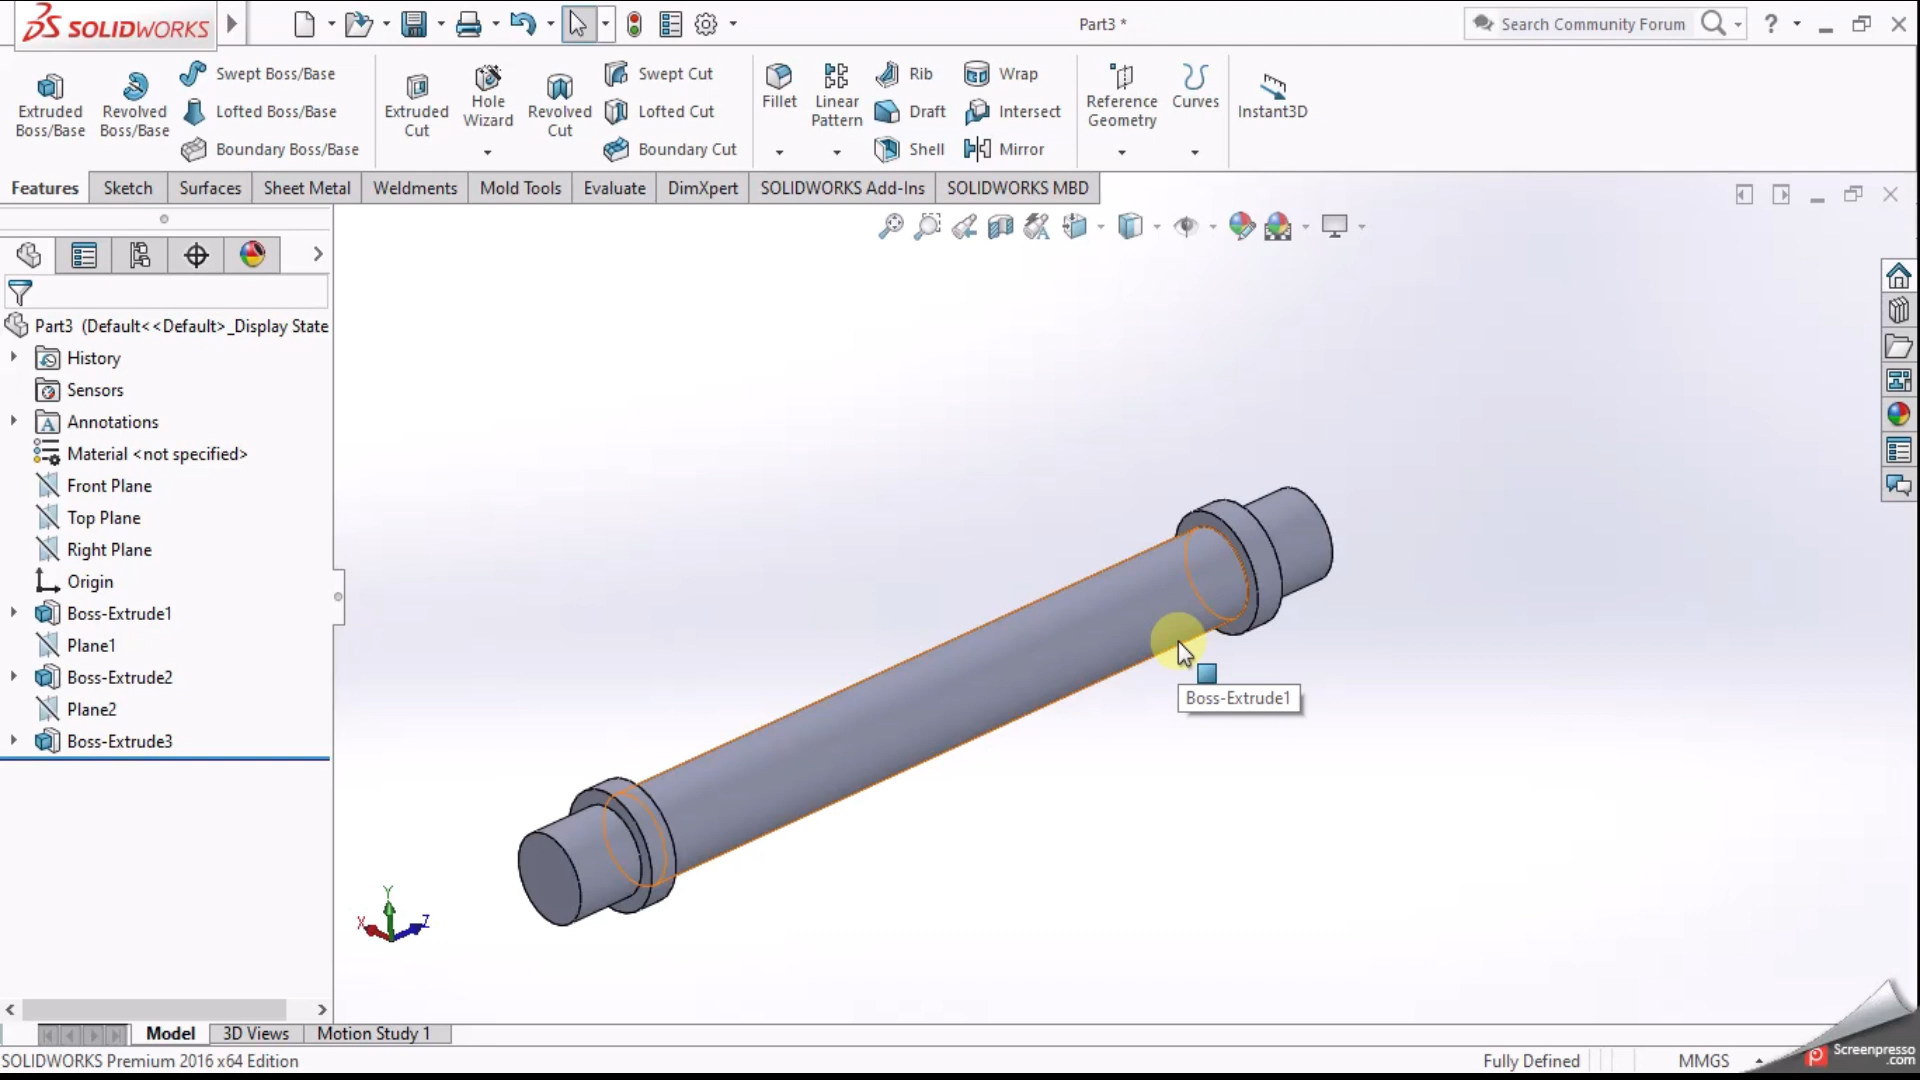 SOLIDWORKS
Part3 *
Search Community Forum
?
Extruded Boss/Base
Revolved Boss/Base
Swept Boss/Base
Lofted Boss/Base
Boundary Boss/Base
Extruded Cut
Hole Wizard
Revolved Cut
Swept Cut
Lofted Cut
Boundary Cut
Fillet
Linear Pattern
Rib
Draft
Shell
Wrap
Intersect
Mirror
Reference Geometry
Curves
Instant3D
Features
Sketch
Surfaces
Sheet Metal
Weldments
Mold Tools
Evaluate
DimXpert
SOLIDWORKS Add-Ins
SOLIDWORKS MBD
Part3 (Default<<Default>_Display State
History
Sensors
Annotations
Material <not specified>
Front Plane
Top Plane
Right Plane
Origin
Boss-Extrude1
Plane1
Boss-Extrude2
Plane2
Boss-Extrude3
Boss-Extrude1
Y
X
Z
Model
3D Views
Motion Study 1
SOLIDWORKS Premium 2016 x64 Edition
Fully Defined
MMGS
Screenpresso
.com